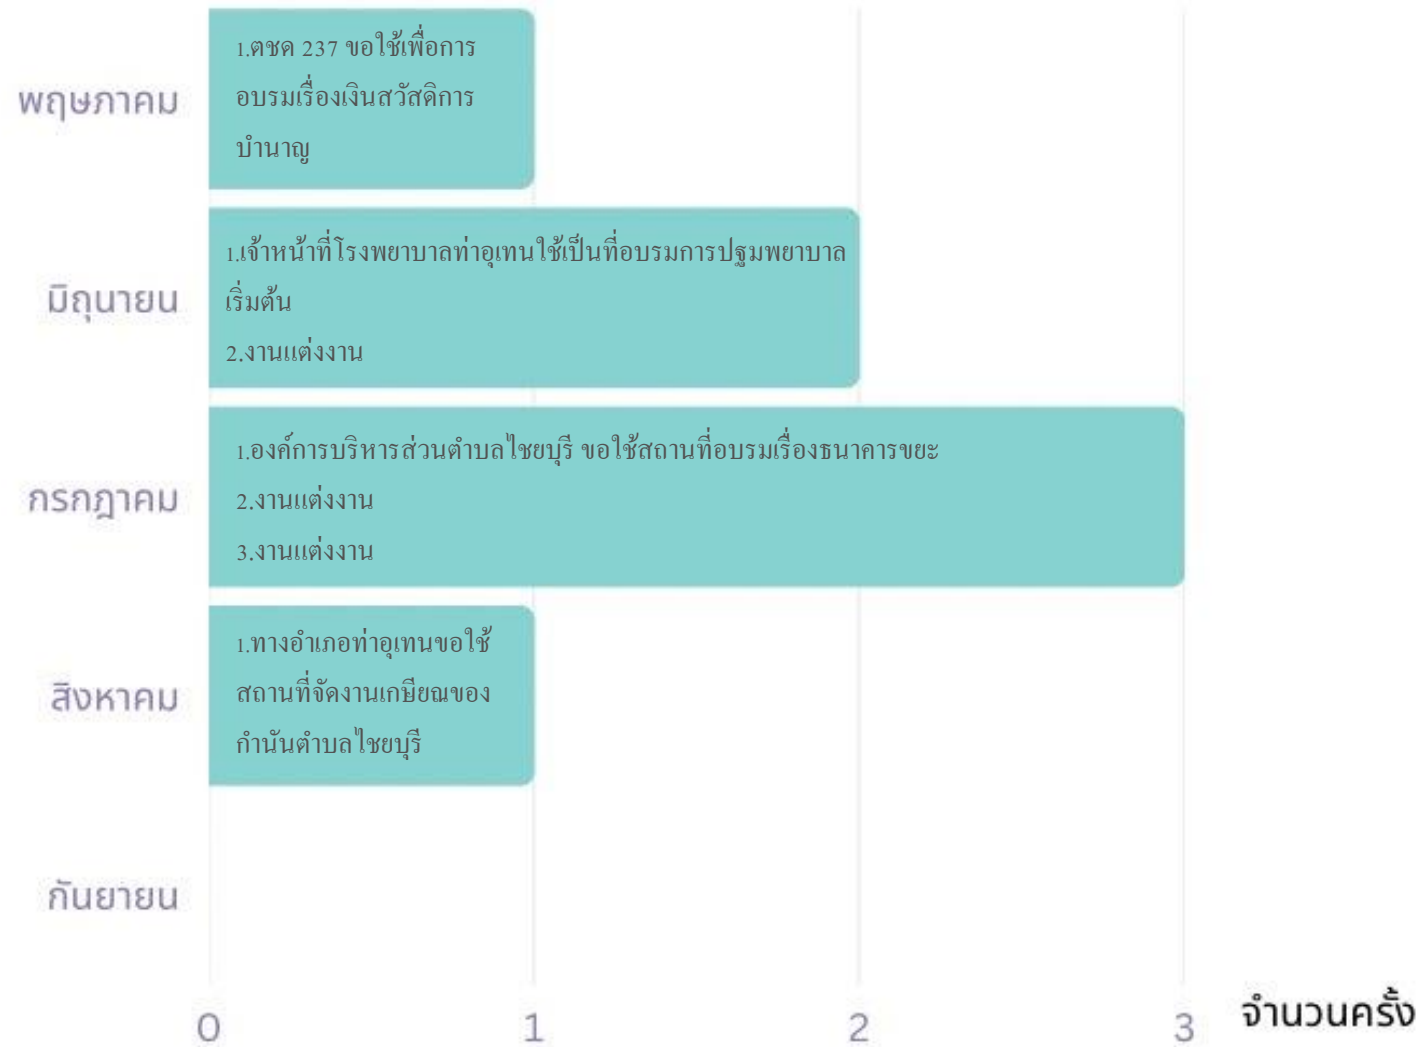 พฤษภาคม
1.ตชด 237 ขอใช้เพื่อการ
อบรมเรื่องเงินสวัสดิการ
บำนาญ
มิถุนายน
1.เจ้าหน้าที่โรงพยาบาลท่าอุเทนใช้เป็นที่อบรมการปฐมพยาบาล
เริ่มต้น
2.งานแต่งงาน
กรกฎาคม
1.องค์การบริหารส่วนตำบลไชยบุรี ขอใช้สถานที่อบรมเรื่องธนาคารขยะ
2.งานแต่งงาน
3.งานแต่งงาน
สิงหาคม
1.ทางอำเภอท่าอุเทนขอใช้
สถานที่จัดงานเกษียณของ
กำนันตำบลไชยบุรี
กันยายน
0 1 2 3 จำนวนครั้ง